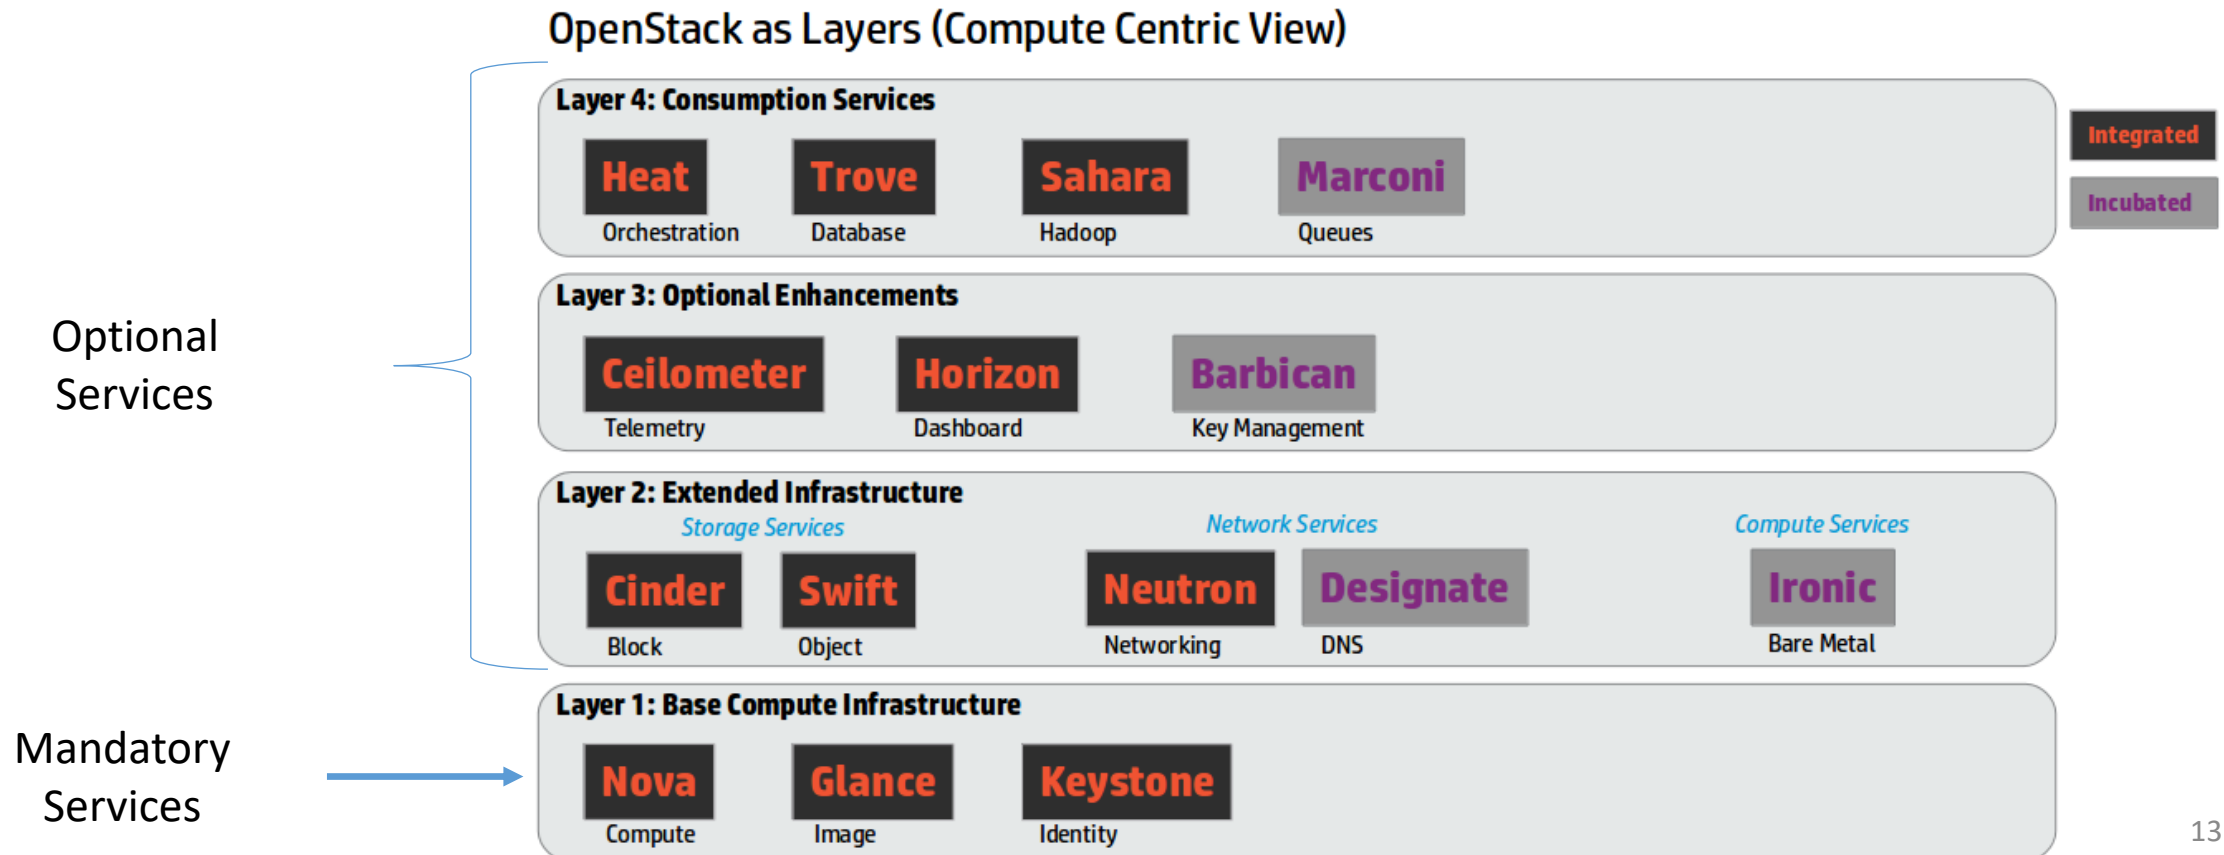 OpenStack as Layers (Compute Centric View)
Layer 4: Consumption Services
Heat Trove Sahara Marconi
Orchestration Database Hadoop Queues
Integrated
Incubated
Layer 3: Optional Enhancements
Ceilometer Horizon Barbican
Telemetry Dashboard Key Management
Optional
Services
Layer 2: Extended Infrastructure
Storage Services Network Services Compute Services
Cinder Swift Neutron Designate Ironic
Block Object Networking DNS Bare Metal
Layer 1: Base Compute Infrastructure
Nova Glance Keystone
Compute Image Identity
Mandatory
Services
13